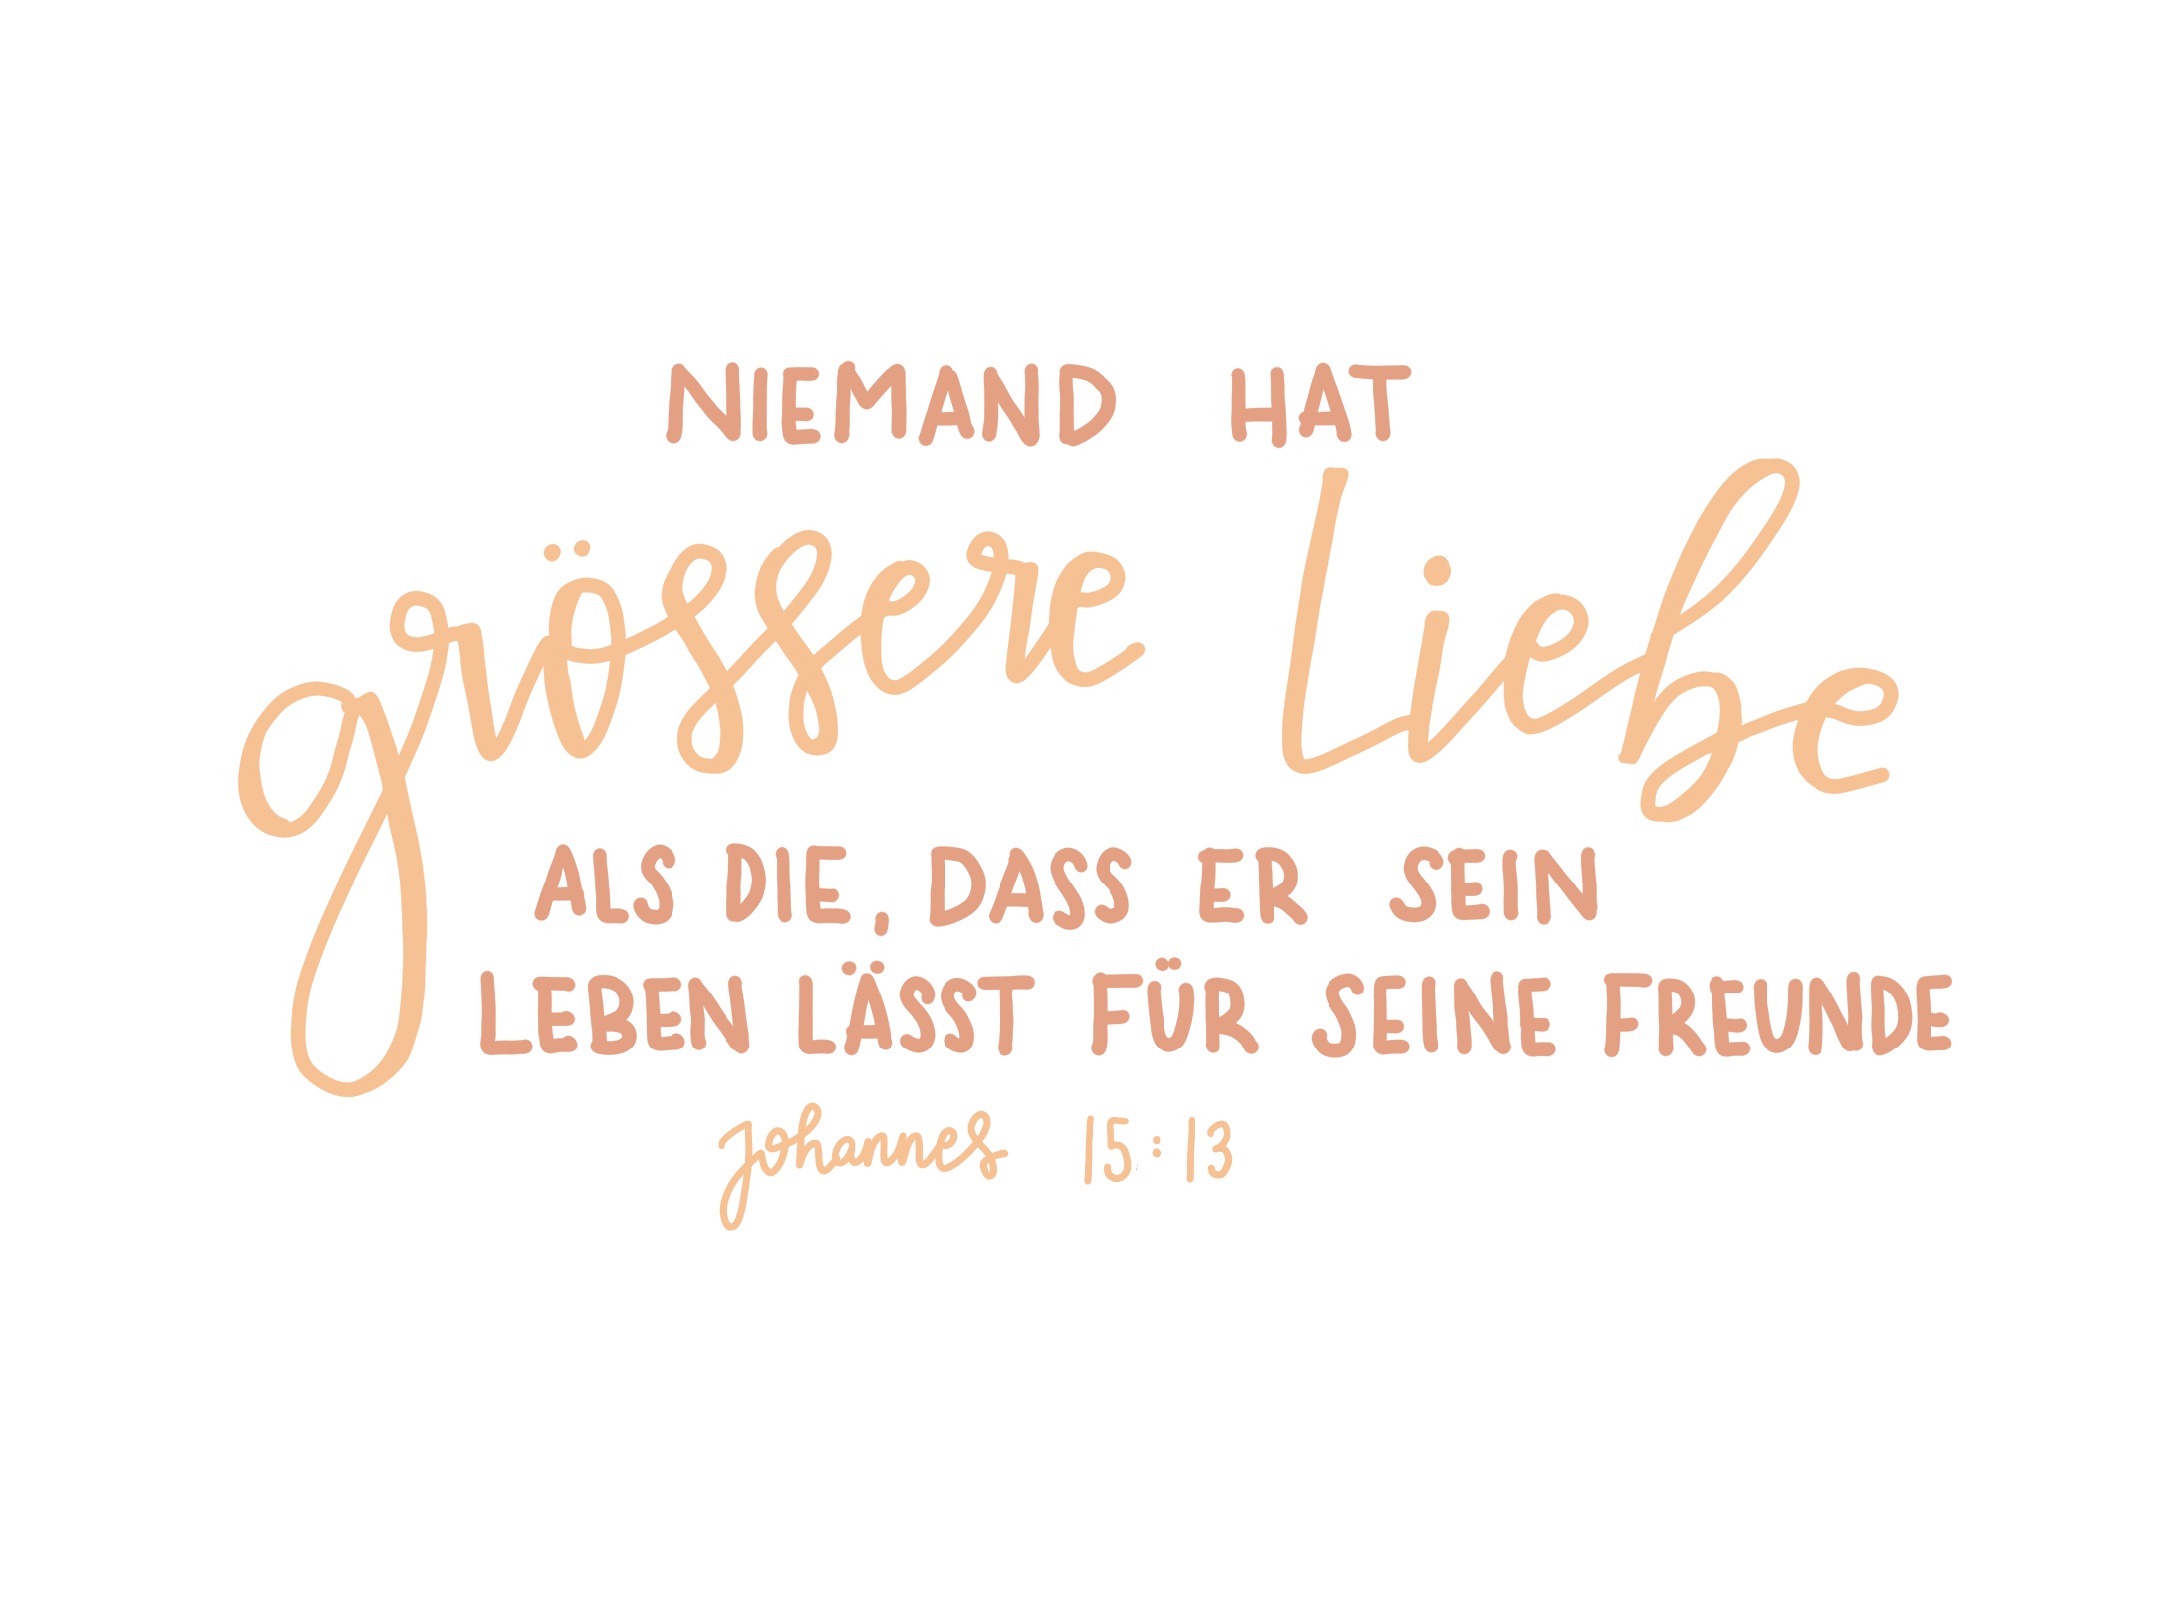 NIEMAND HAT
grössere Liebe
ALS DIE, DASS ER SEIN
LEBEN LÄSST FÜR SEINE FREUNDE
Johannes 15:13